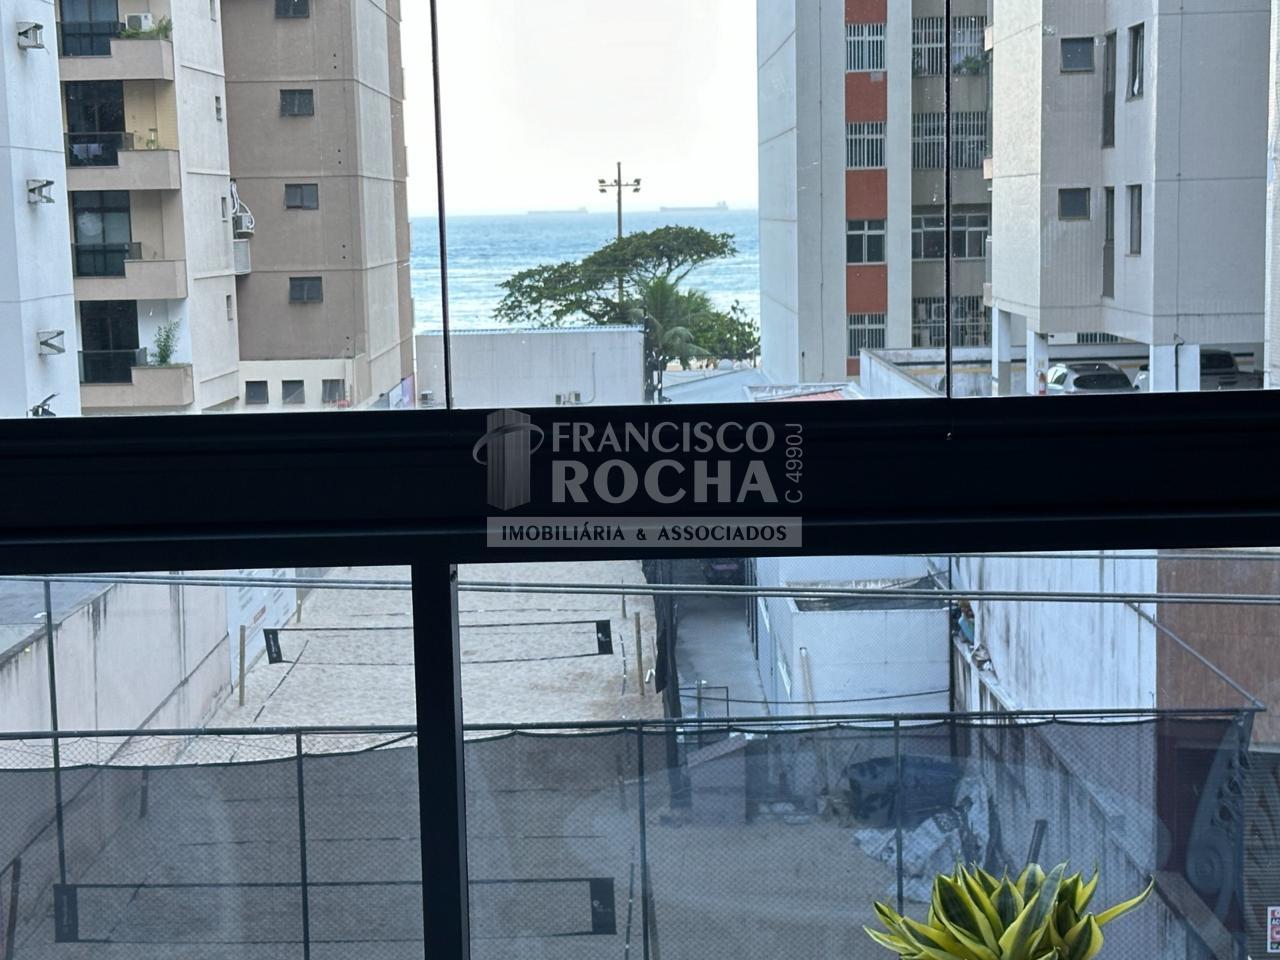 FRANCISCO
ROCHA
C 4990J
IMOBILIÁRIA & ASSOCIADOS